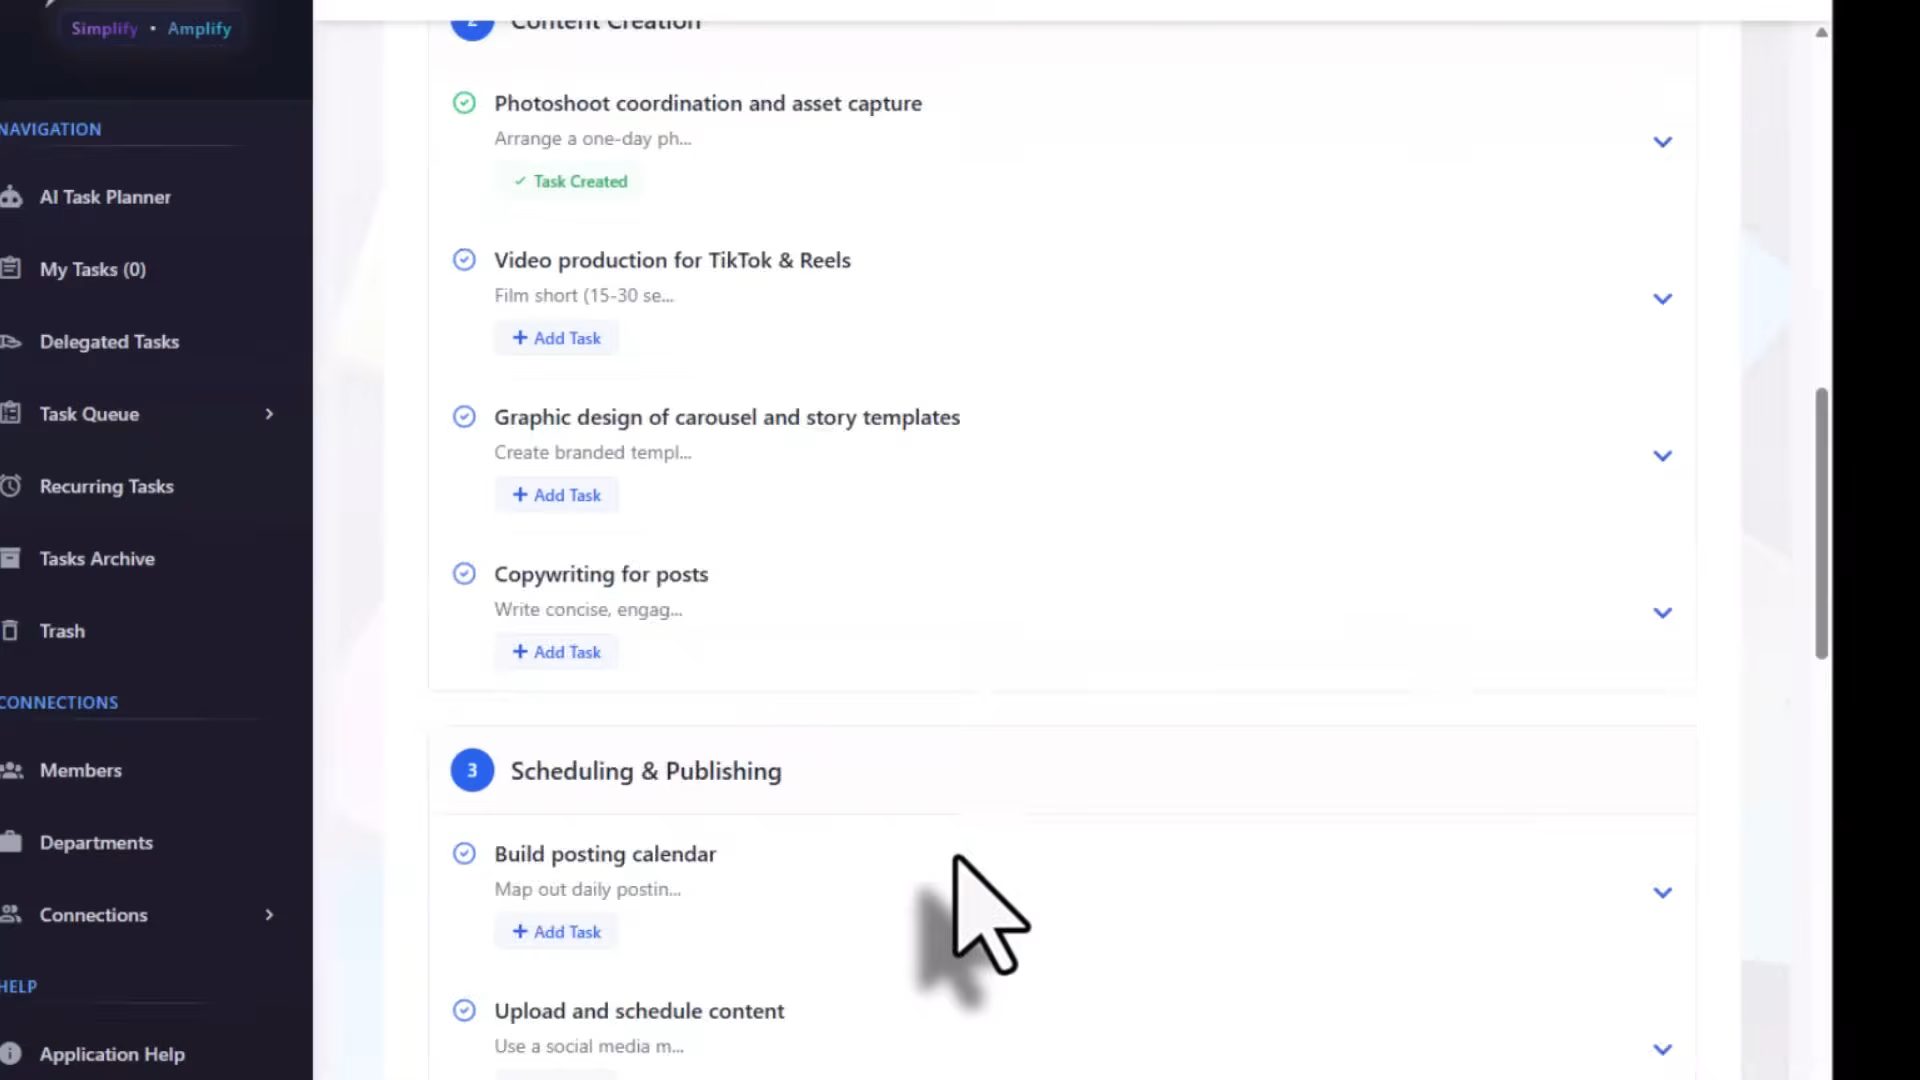 Simplify • Amplify
NAVIGATION
AI Task Planner
My Tasks (0)
Delegated Tasks
Task Queue
Recurring Tasks
Tasks Archive
Trash
CONNECTIONS
Members
Departments
Connections
HELP
Application Help
2 Content Creation
Photoshoot coordination and asset capture
Arrange a one-day ph...
Task Created
Video production for TikTok & Reels
Film short (15-30 se...
+ Add Task
Graphic design of carousel and story templates
Create branded templ...
+ Add Task
Copywriting for posts
Write concise, engag...
+ Add Task
3 Scheduling & Publishing
Build posting calendar
Map out daily postin...
+ Add Task
Upload and schedule content
Use a social media m...